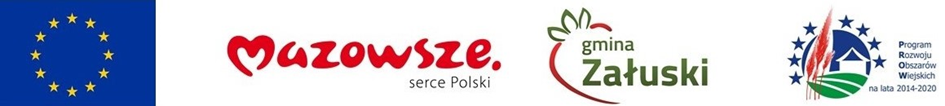 mazowsze.
serce Polski
gmina
Załuski
Program
Rozwoju
Obszarów
Wiejskich
na lata 2014-2020